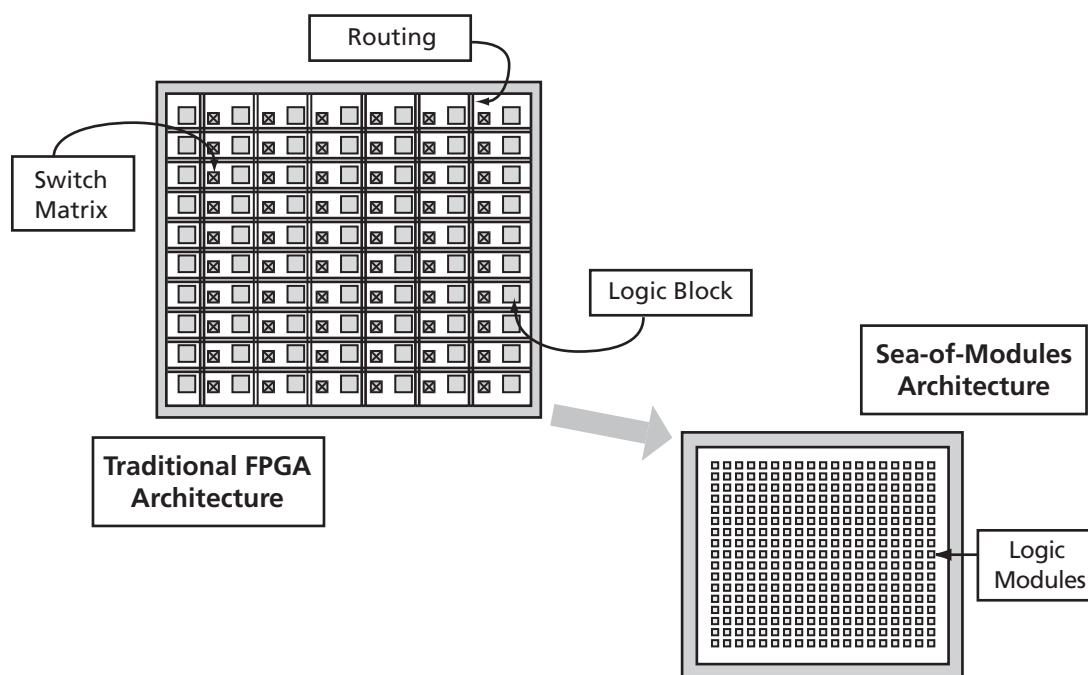 Routing
Switch
Matrix
Logic Block
Sea-of-Modules
Architecture
Traditional FPGA
Architecture
Logic
Modules